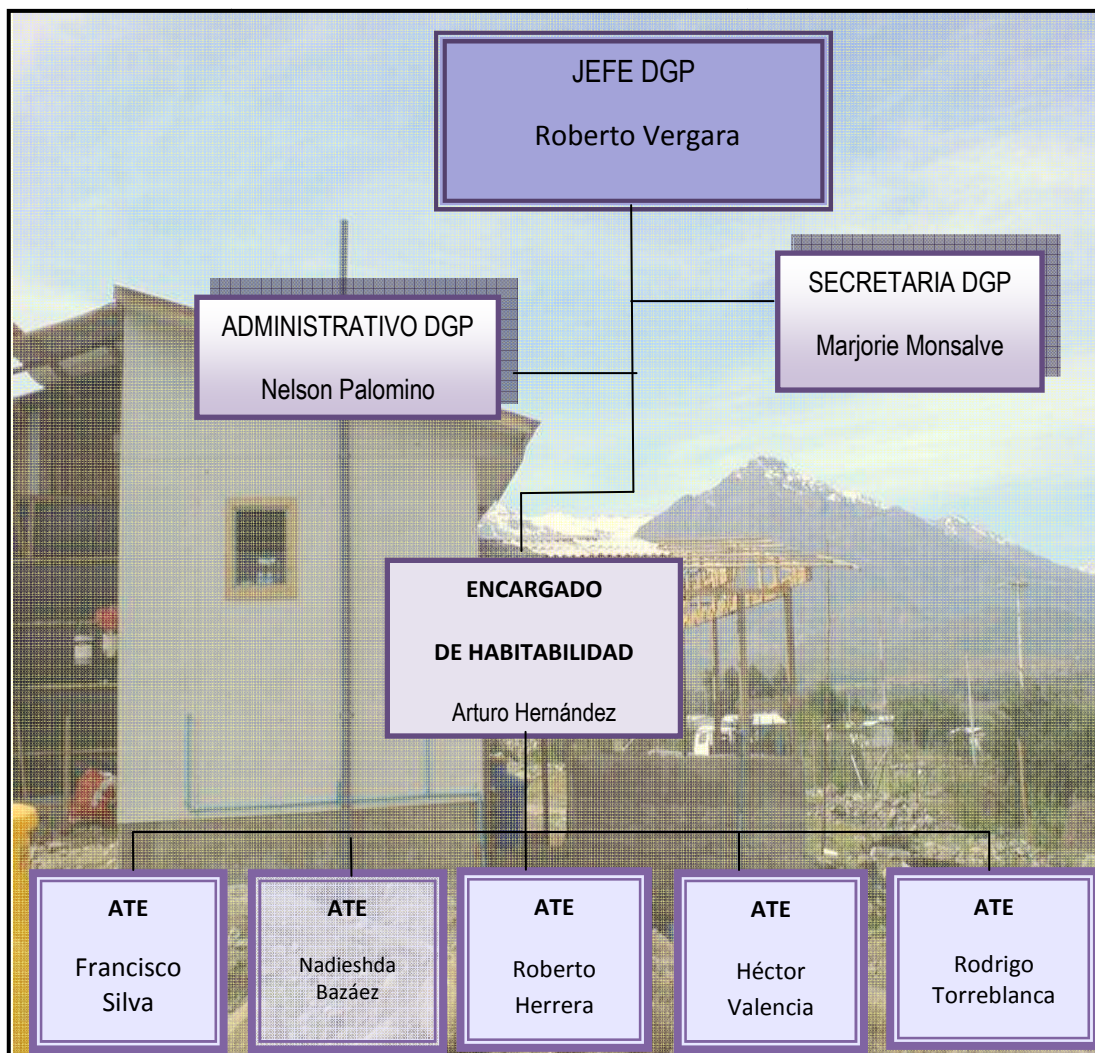 JEFE DGP
Roberto Vergara
SECRETARIA DGP
Marjorie Monsalve
ADMINISTRATIVO DGP
Nelson Palomino
ENCARGADO
DE HABITABILIDAD
Arturo Hernández
ATE
Francisco
Silva
ATE
Nadieshda
Bazáez
ATE
Roberto
Herrera
ATE
Héctor
Valencia
ATE
Rodrigo
Torreblanca